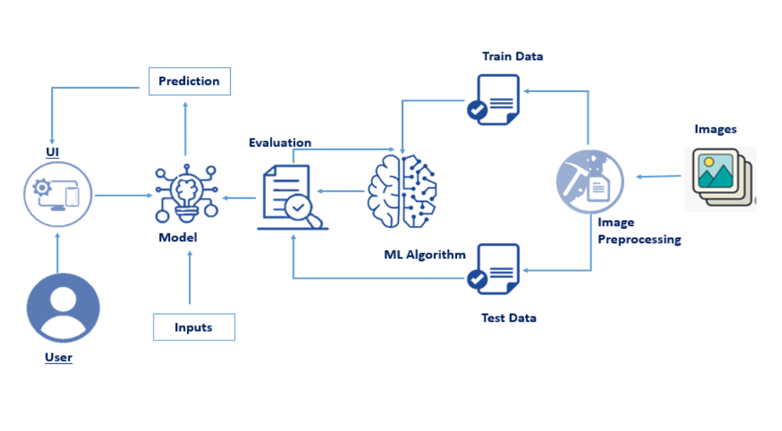 Train Data
Prediction
Images
Evaluation
UI
Image
Preprocessing
Model
ML Algorithm
Test Data
Inputs
User